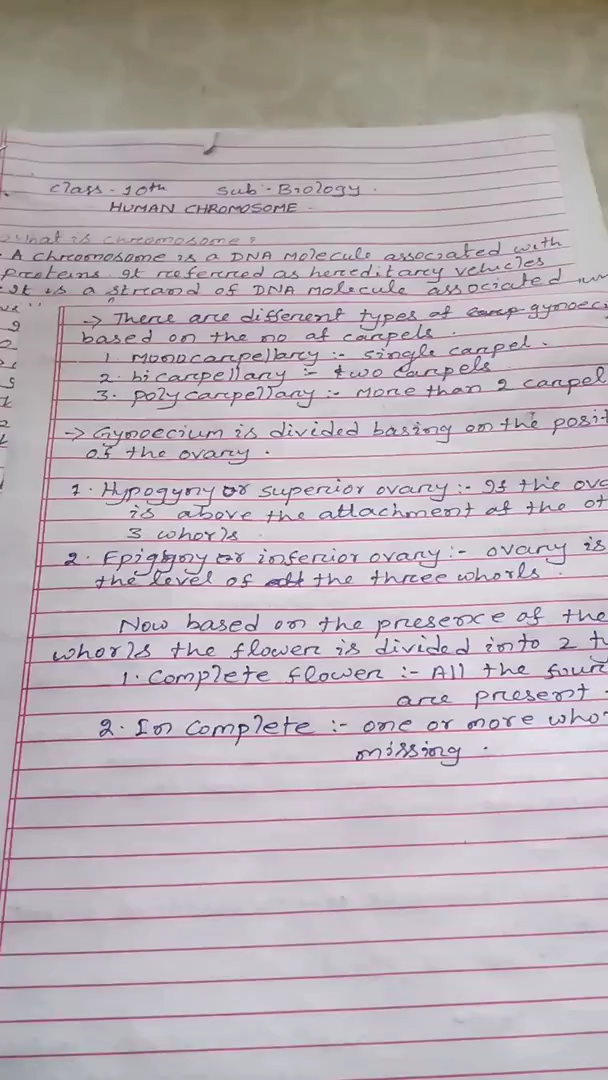 Class - 10th Sub - Biology.
HUMAN CHROMOSOME
What is chromosome?
A chromosome is a DNA molecule associated with
proteins. It referred as hereditary vehicles
It is a strand of DNA molecule associated
→ There are different types of gynoec
based on the no of carpels.
1. Monocarpellary :- single carpel.
2. bicarpellary :- two carpels
3. polycarpellary :- More than 2 carpel
→ Gynoecium is divided basing on the posit
of the ovary.
1. Hypogyny or superior ovary :- If the ova
is above the attachment of the ot
3 whorls
2. Epigyny or inferior ovary :- ovary is
the level of the three whorls.
Now based on the presence of the
whorls the flower is divided into 2 ty
1. Complete flower :- All the four
are present.
2. In complete :- one or more who
missing.